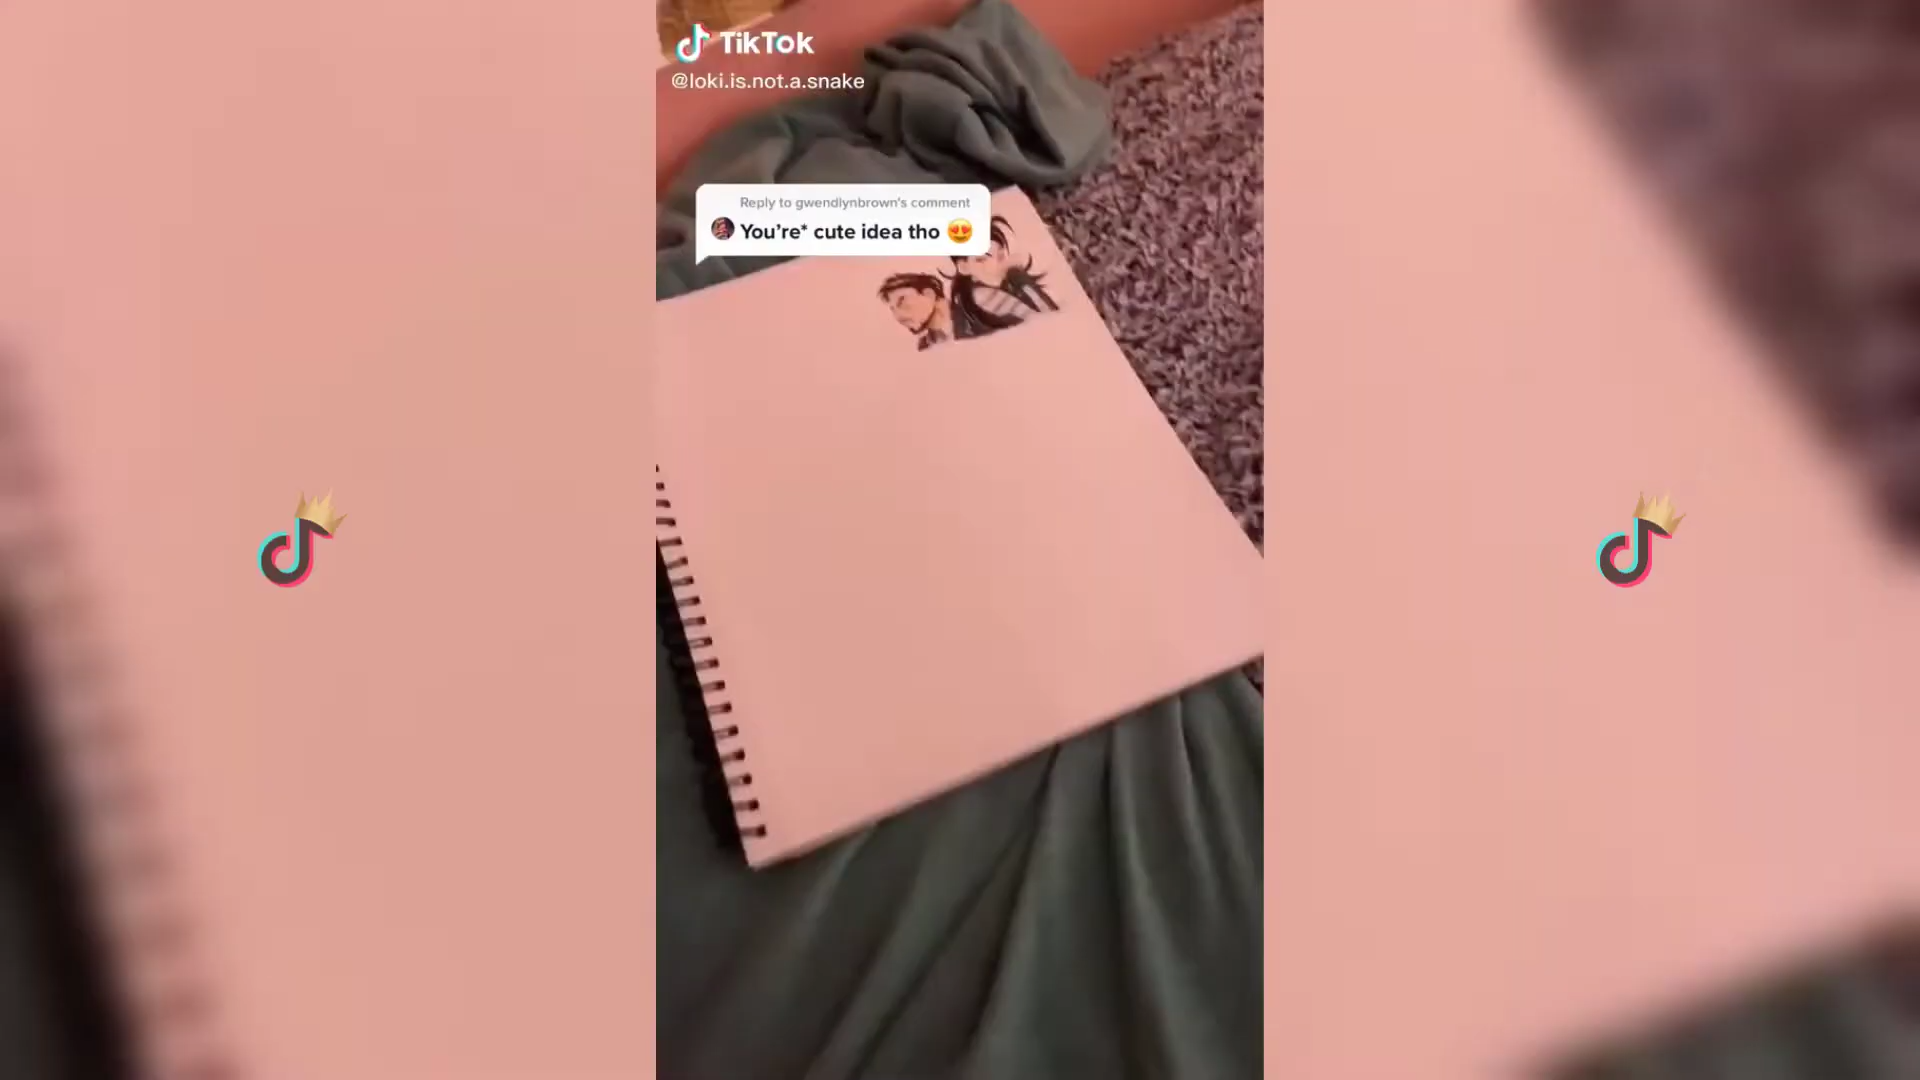 TikTok
@loki.is.not.a.snake
Reply to gwendlynbrown's comment
You're* cute idea tho 😍